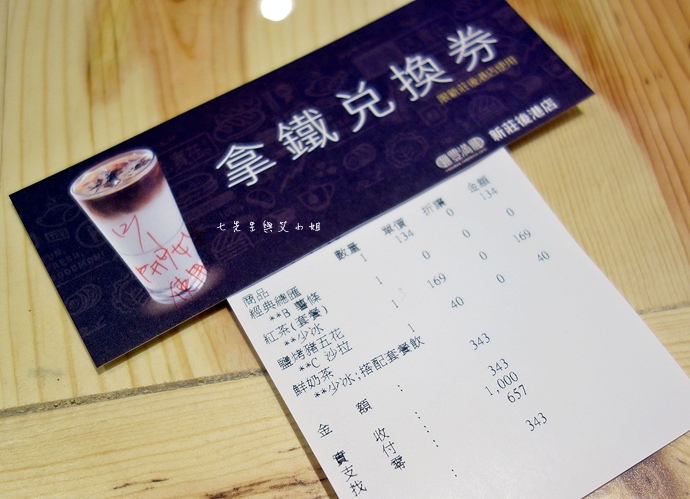 拿鐵兌換券
限新莊後港店使用
新莊後港店
七先生與艾小姐
商品 數量 單價 折讓 金額
經典總匯 1 134 0 134
**B 薯條
紅茶(套餐) 1 0 0 0
**少冰
鹽烤豬五花 1 169 0 169
**C 沙拉
鮮奶茶 1 40 0 40
**少冰;搭配套餐飲
金 額 : 343
實 收 : 343
支 付 : 1,000
找 零 : 657
: 343